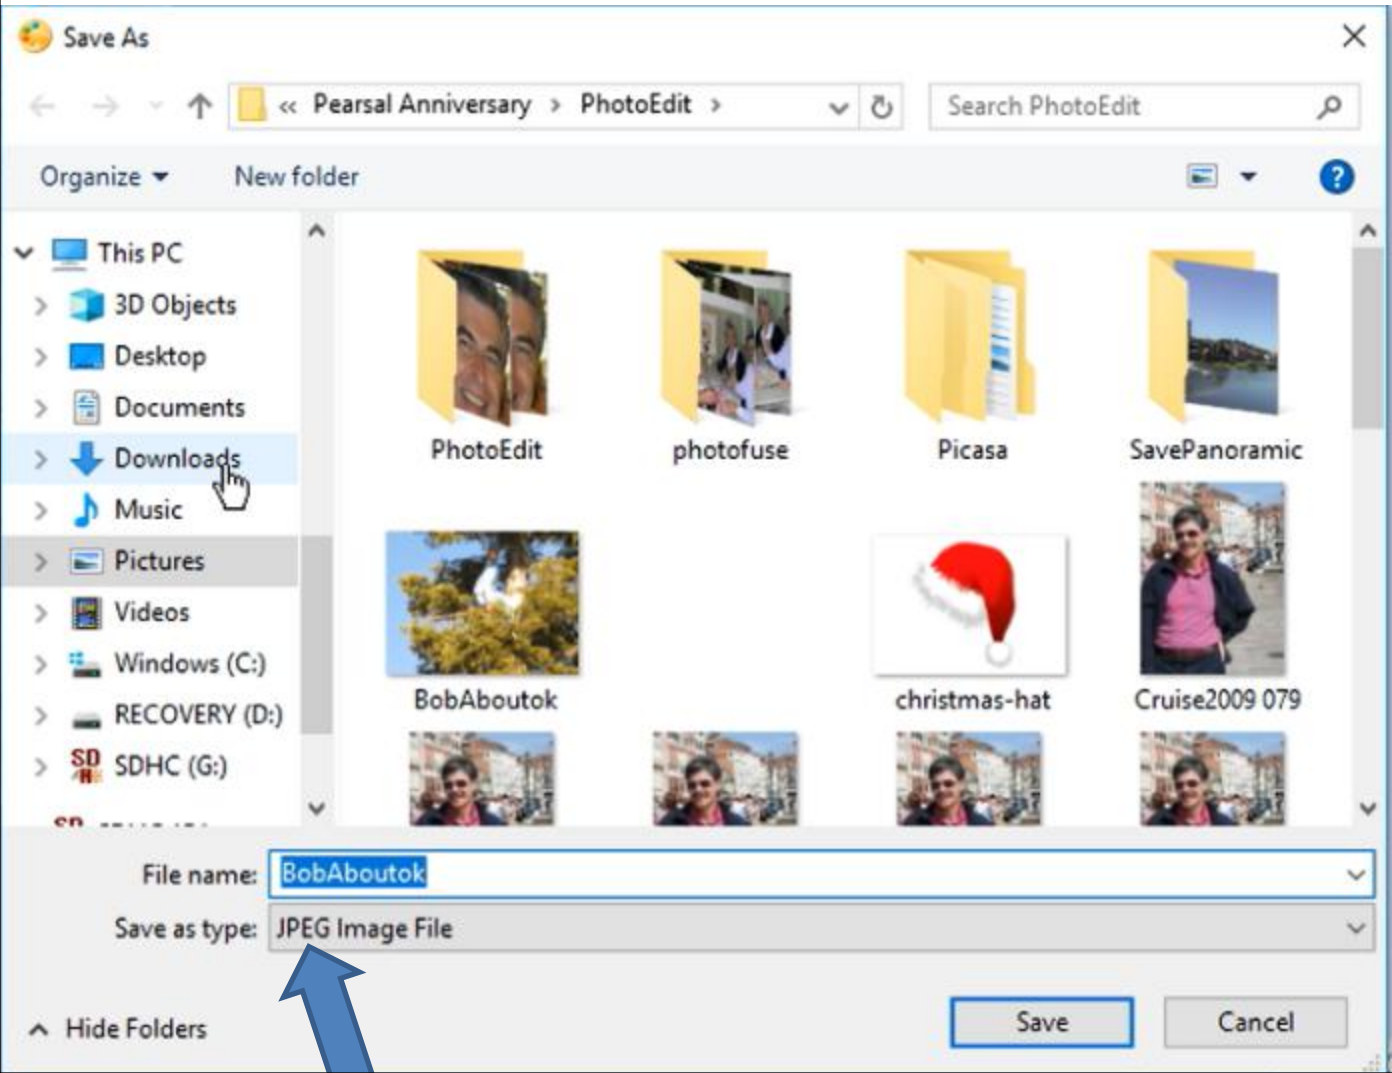 Save As
« Pearsal Anniversary > PhotoEdit >
Search PhotoEdit
Organize
New folder
?
This PC
3D Objects
Desktop
Documents
Downloads
Music
Pictures
Videos
Windows (C:)
RECOVERY (D:)
SD SDHC (G:)
SD
PhotoEdit
photofuse
Picasa
SavePanoramic
BobAboutok
christmas-hat
Cruise2009 079
File name: BobAboutok
Save as type: JPEG Image File
Hide Folders
Save
Cancel